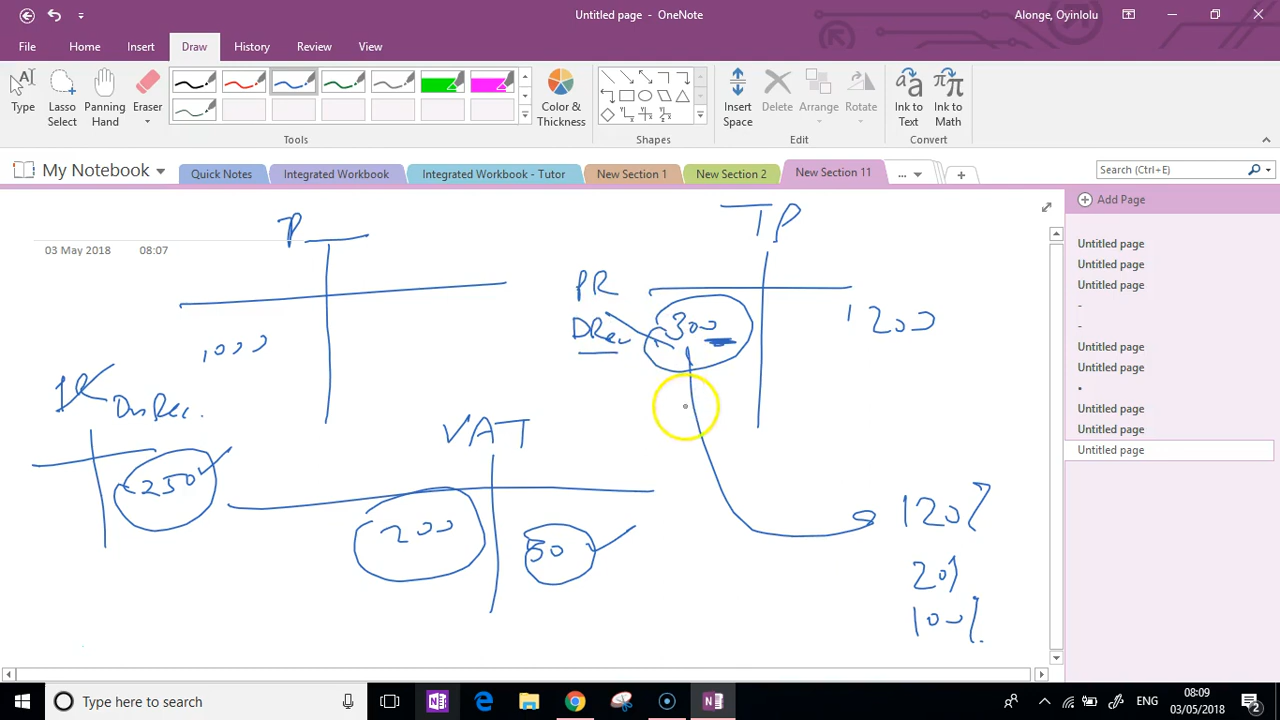 Untitled page - OneNote
Alonge, Oyinlolu
File Home Insert Draw History Review View
Type
Lasso Select
Panning Hand
Eraser
Color & Thickness
Insert Space
Delete
Arrange
Rotate
Ink to Text
Ink to Math
Tools
Shapes
Edit
Convert
My Notebook
Quick Notes
Integrated Workbook
Integrated Workbook - Tutor
New Section 1
New Section 2
New Section 11
...
Search (Ctrl+E)
Add Page
03 May 2018 08:07
P
1000
TP
PR
DRec
300
1200
DisRec.
250
VAT
200
50
120%
20%
100%
Untitled page
Untitled page
Untitled page
-
-
Untitled page
Untitled page
•
Untitled page
Untitled page
Untitled page
Type here to search
ENG
08:09
03/05/2018
2